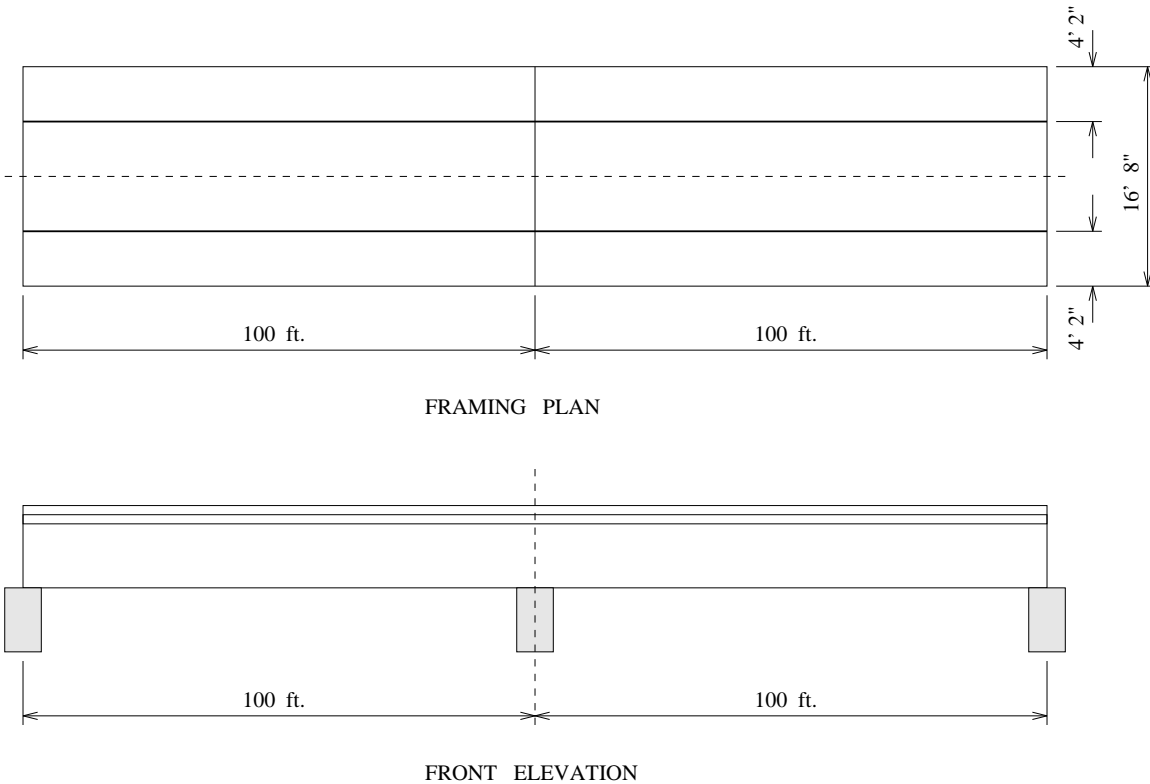 4' 2"
16' 8"
4' 2"
100 ft.
100 ft.
FRAMING PLAN
100 ft.
100 ft.
FRONT ELEVATION